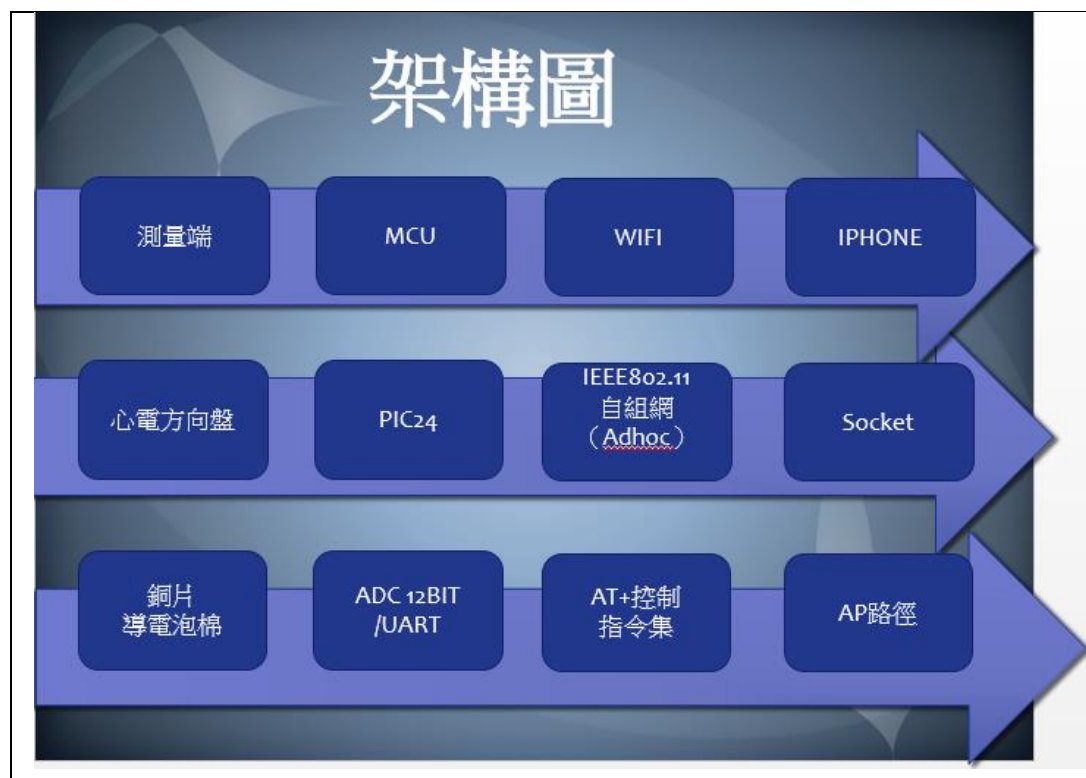 架構圖
測量端
MCU
WIFI
IPHONE
心電方向盤
PIC24
IEEE802.11
自組網
（Adhoc）
Socket
銅片
導電泡棉
ADC 12BIT
/UART
AT+控制
指令集
AP路徑